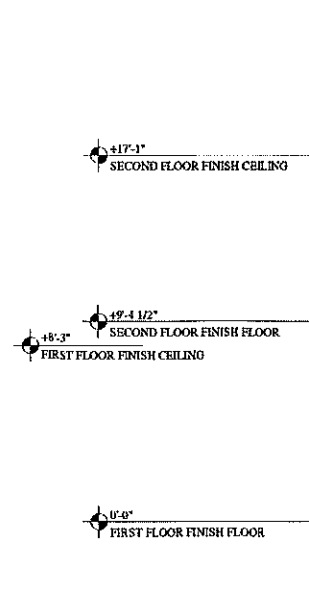 +17'-1"
SECOND FLOOR FINISH CEILING
+9'-4 1/2"
SECOND FLOOR FINISH FLOOR
+8'-3"
FIRST FLOOR FINISH CEILING
0'-0"
FIRST FLOOR FINISH FLOOR